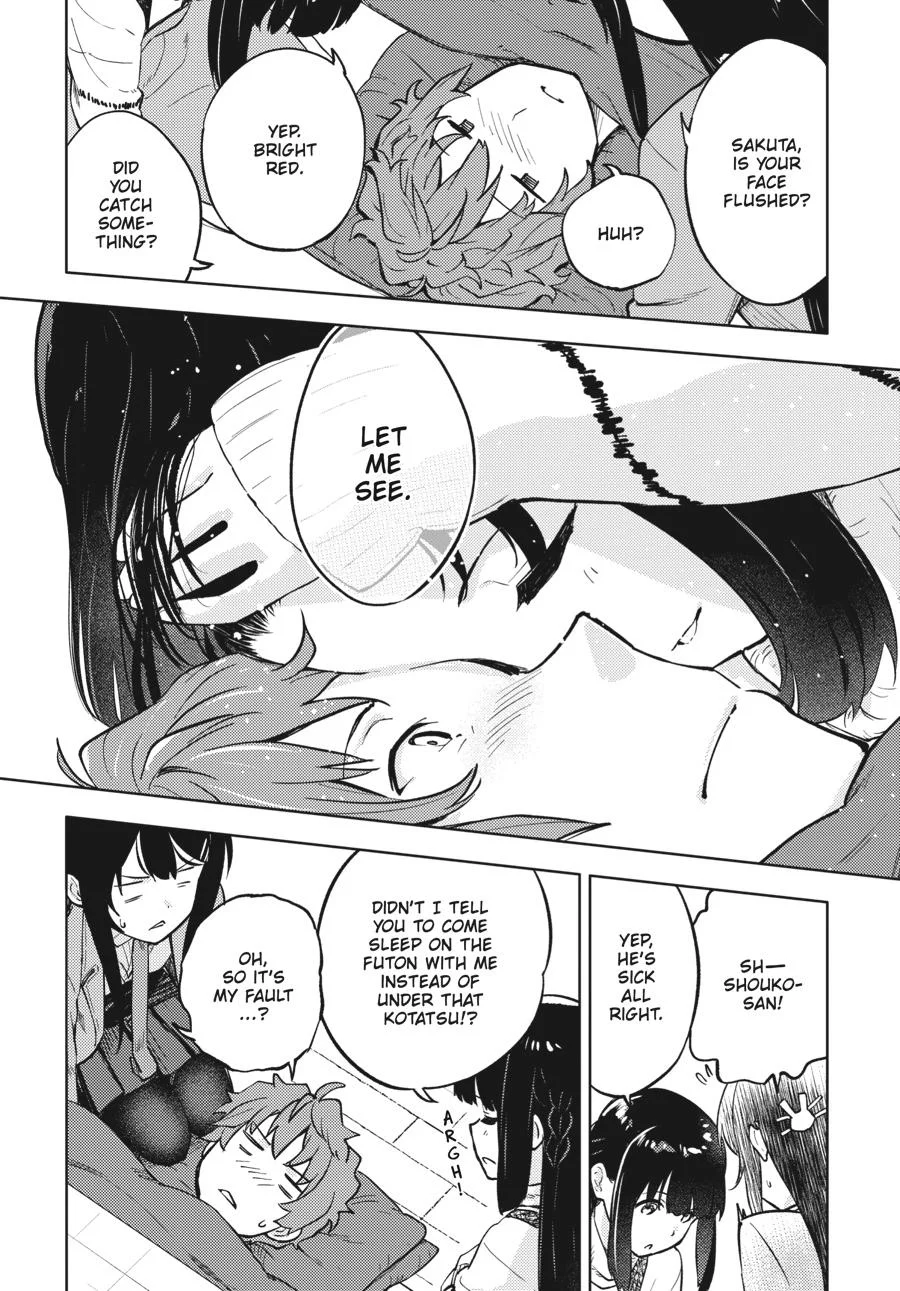 SAKUTA,
IS YOUR
FACE
FLUSHED?
HUH?
YEP.
BRIGHT
RED.
DID
YOU
CATCH
SOME-
THING?
LET
ME
SEE.
SH—
SHOUKO-
SAN!
YEP,
HE'S
SICK
ALL
RIGHT.
DIDN'T I TELL
YOU TO COME
SLEEP ON THE
FUTON WITH ME
INSTEAD OF
UNDER THAT
KOTATSU!?
ARGH!
OH,
SO IT'S
MY FAULT
...?